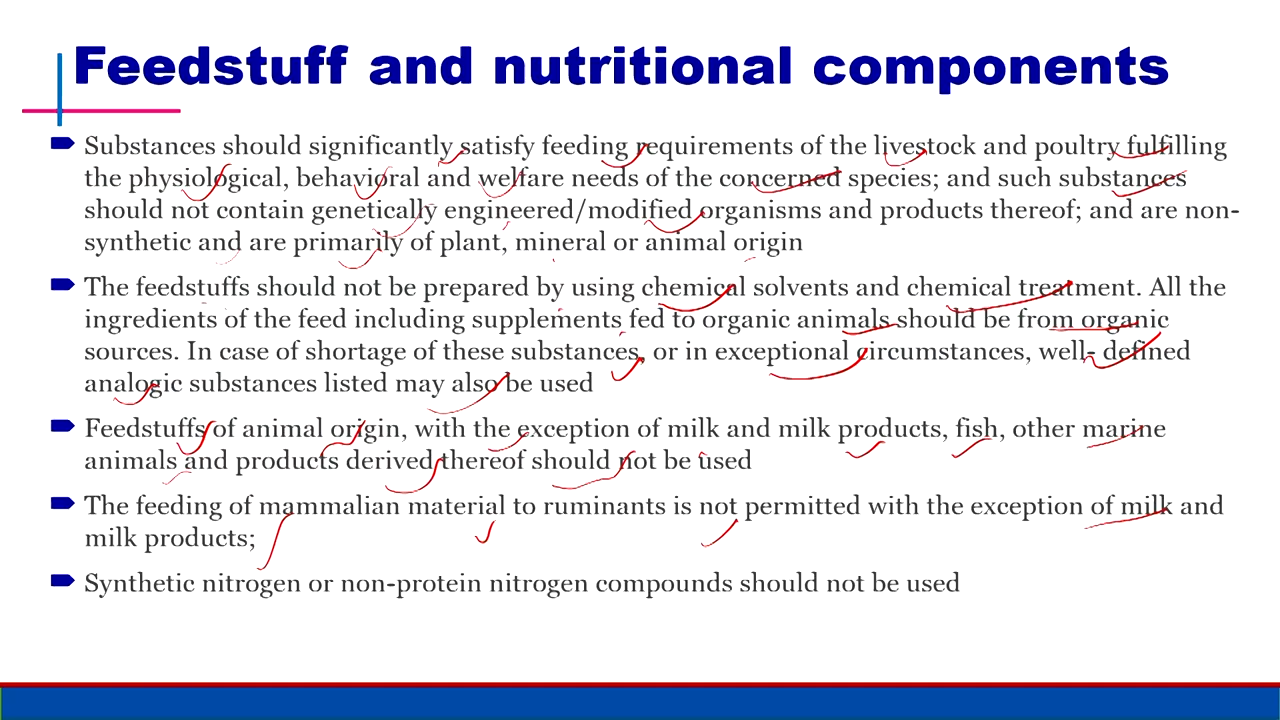 Feedstuff and nutritional components
Substances should significantly satisfy feeding requirements of the livestock and poultry fulfilling
the physiological, behavioral and welfare needs of the concerned species; and such substances
should not contain genetically engineered/modified organisms and products thereof; and are non-
synthetic and are primarily of plant, mineral or animal origin
The feedstuffs should not be prepared by using chemical solvents and chemical treatment. All the
ingredients of the feed including supplements fed to organic animals should be from organic
sources. In case of shortage of these substances, or in exceptional circumstances, well- defined
analogic substances listed may also be used
Feedstuffs of animal origin, with the exception of milk and milk products, fish, other marine
animals and products derived thereof should not be used
The feeding of mammalian material to ruminants is not permitted with the exception of milk and
milk products;
Synthetic nitrogen or non-protein nitrogen compounds should not be used